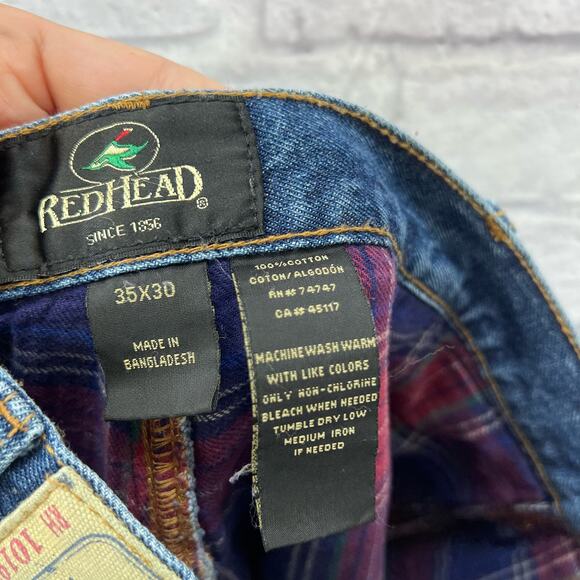 REDHEAD®
SINCE 1856
35X30
MADE IN
BANGLADESH
100% COTTON
COTON/ALGODÓN
RN# 74747
CA# 45117
MACHINE WASH WARM
WITH LIKE COLORS
ONLY NON-CHLORINE
BLEACH WHEN NEEDED
TUMBLE DRY LOW
MEDIUM IRON
IF NEEDED